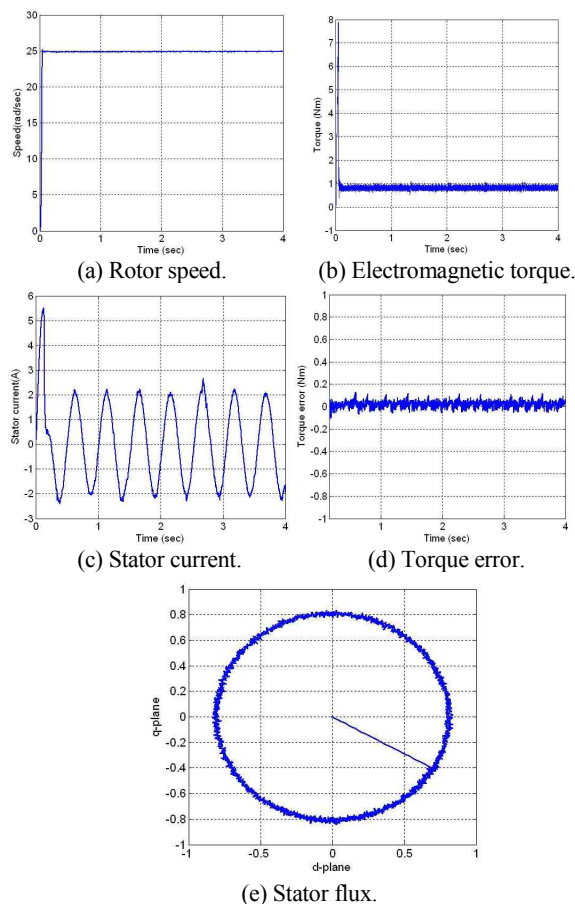 30
25
20
15
10
5
0
Speed(rad/sec)
0 1 2 3 4
Time (sec)
(a) Rotor speed.
8
7
6
5
4
3
2
1
0
-1
Torque (Nm)
0 1 2 3 4
Time (sec)
(b) Electromagnetic torque.
6
5
4
3
2
1
0
-1
-2
-3
Stator current(A)
0 1 2 3 4
Time (sec)
(c) Stator current.
1
0.8
0.6
0.4
0.2
0
-0.2
-0.4
-0.6
-0.8
-1
Torque error (Nm)
1 2 3 4
Time (sec)
(d) Torque error.
1
0.8
0.6
0.4
0.2
0
-0.2
-0.4
-0.6
-0.8
-1
q-plane
-1 -0.5 0 0.5 1
d-plane
(e) Stator flux.